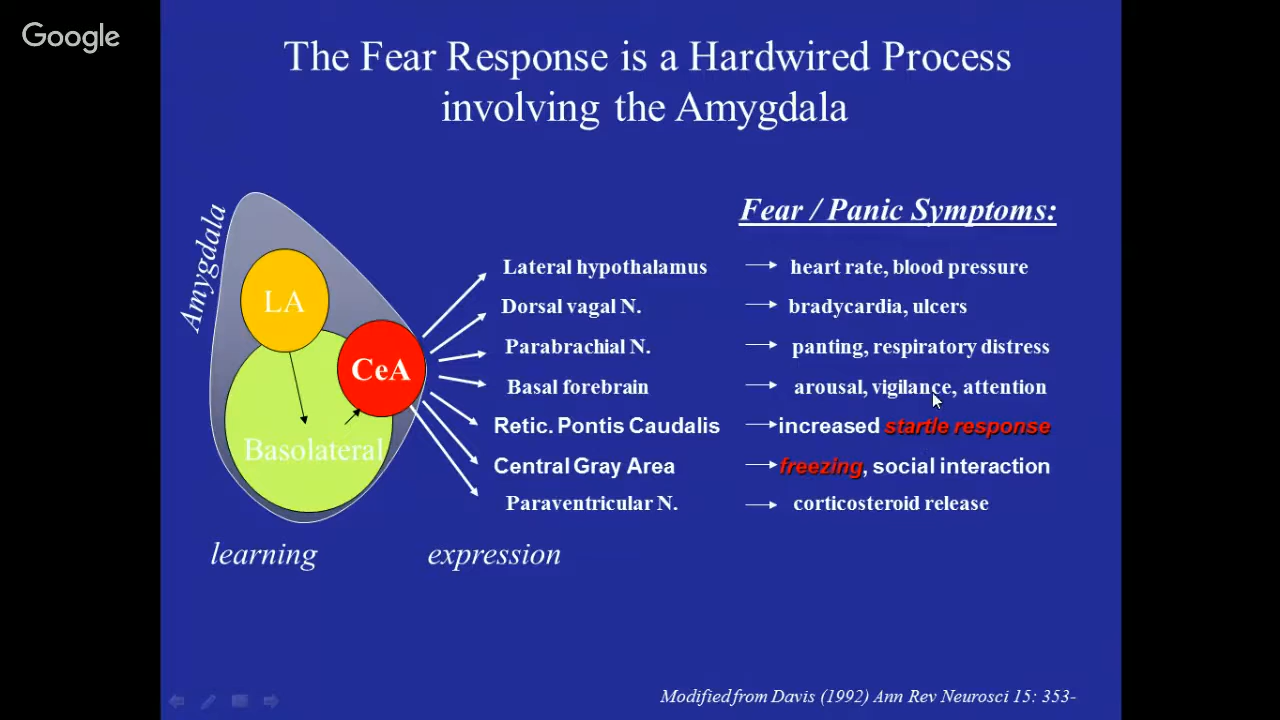 Google
The Fear Response is a Hardwired Process
involving the Amygdala
Fear / Panic Symptoms:
Amygdala
LA
CeA
Basolateral
Lateral hypothalamus
heart rate, blood pressure
Dorsal vagal N.
bradycardia, ulcers
Parabrachial N.
panting, respiratory distress
Basal forebrain
arousal, vigilance, attention
Retic. Pontis Caudalis
increased startle response
Central Gray Area
freezing, social interaction
Paraventricular N.
corticosteroid release
learning
expression
Modified from Davis (1992) Ann Rev Neurosci 15: 353-